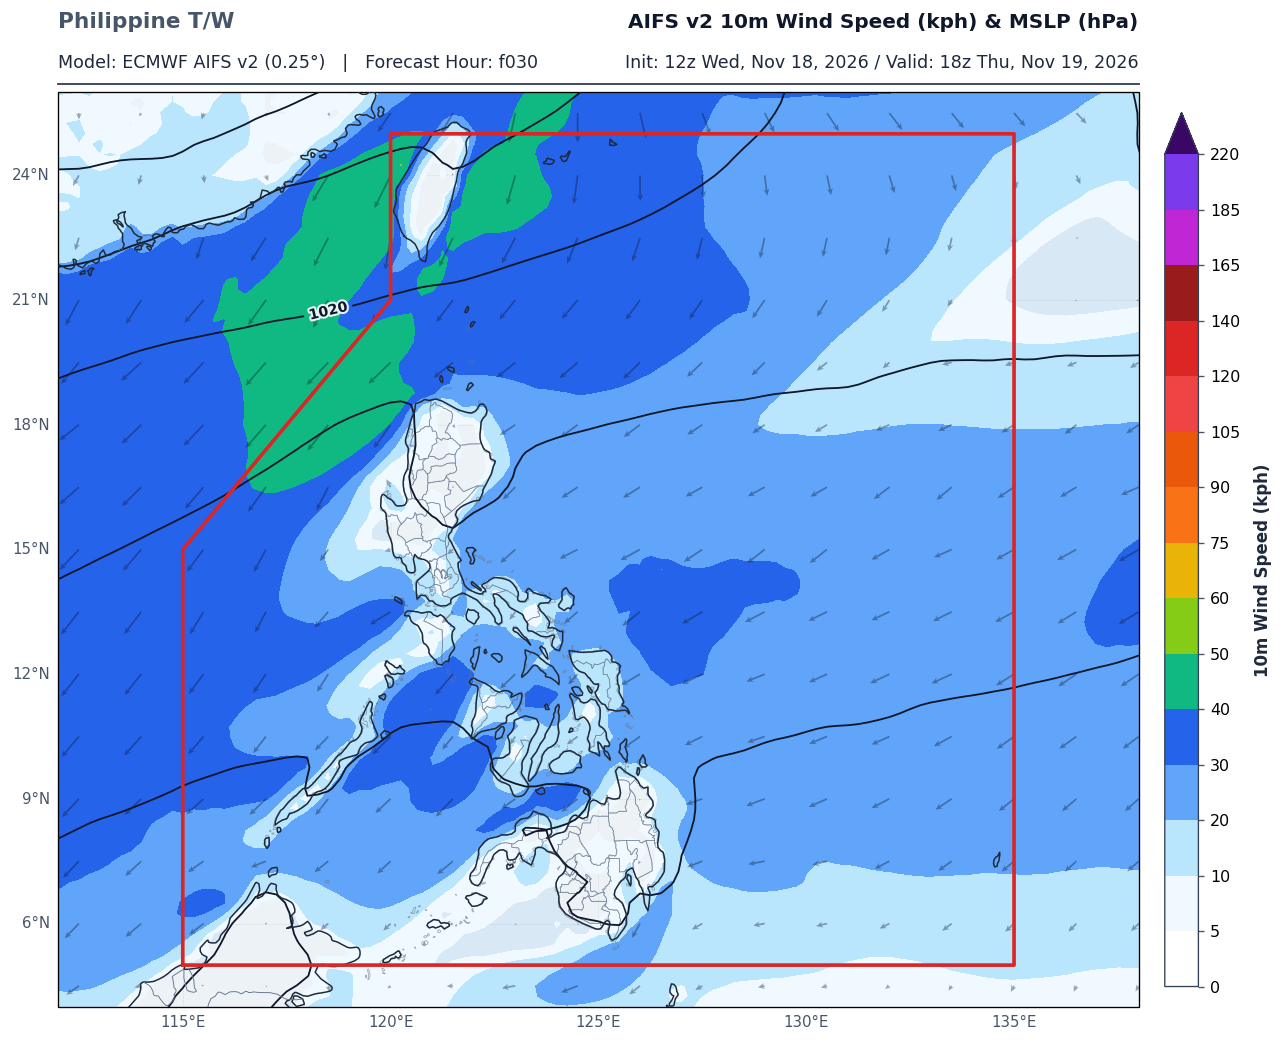 Philippine T/W
AIFS v2 10m Wind Speed (kph) & MSLP (hPa)
Model: ECMWF AIFS v2 (0.25°)   |   Forecast Hour: f030
Init: 12z Wed, Nov 18, 2026 / Valid: 18z Thu, Nov 19, 2026
24°N
21°N
18°N
15°N
12°N
9°N
6°N
1020
115°E
120°E
125°E
130°E
135°E
220
185
165
140
120
105
90
75
60
50
40
30
20
10
5
0
10m Wind Speed (kph)